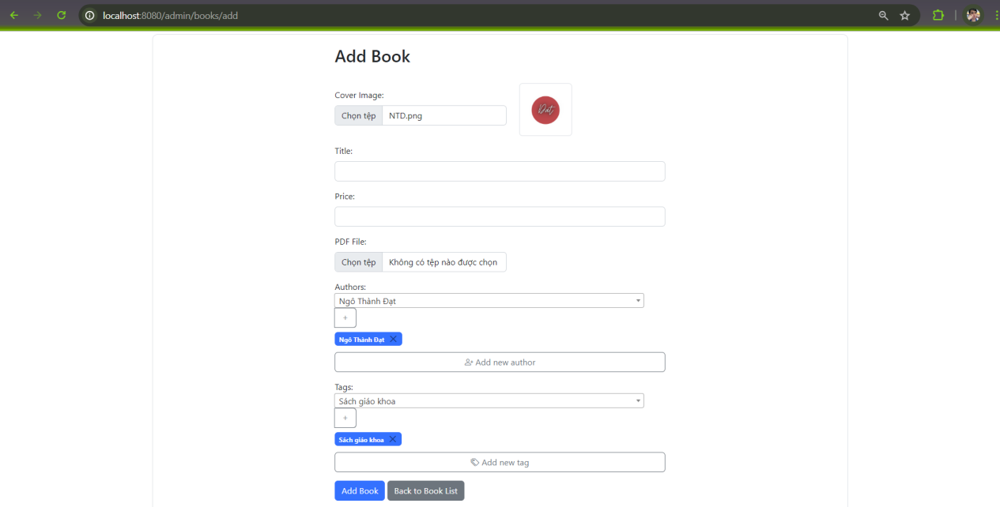 localhost:8080/admin/books/add
Add Book
Cover Image:
Chọn tệp NTD.png
Đạt
Title:
Price:
PDF File:
Chọn tệp Không có tệp nào được chọn
Authors:
Ngô Thành Đạt
+
Ngô Thành Đạt
Add new author
Tags:
Sách giáo khoa
+
Sách giáo khoa
Add new tag
Add Book Back to Book List